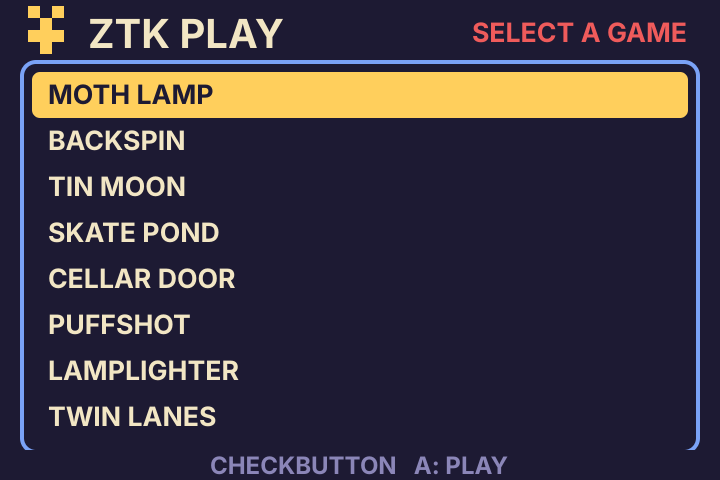 ZTK PLAY
SELECT A GAME
MOTH LAMP
BACKSPIN
TIN MOON
SKATE POND
CELLAR DOOR
PUFFSHOT
LAMPLIGHTER
TWIN LANES
CHECKBUTTON A: PLAY